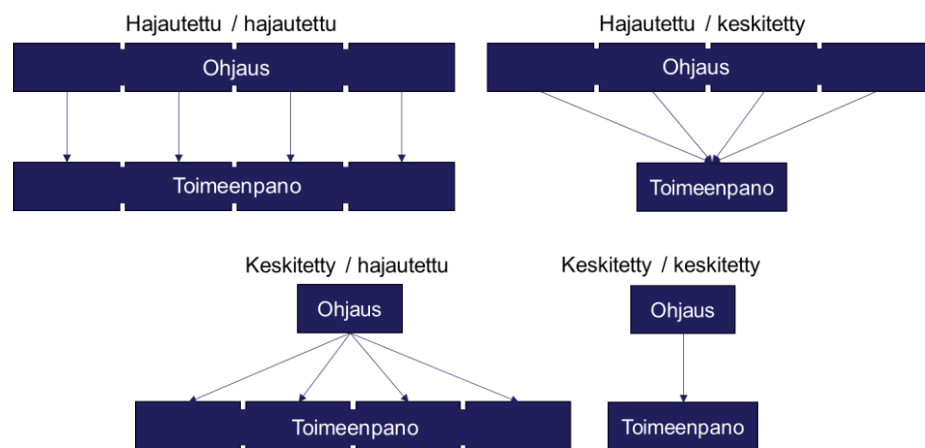 Hajautettu / hajautettu
Ohjaus
Toimeenpano
Hajautettu / keskitetty
Ohjaus
Toimeenpano
Keskitetty / hajautettu
Ohjaus
Toimeenpano
Keskitetty / keskitetty
Ohjaus
Toimeenpano